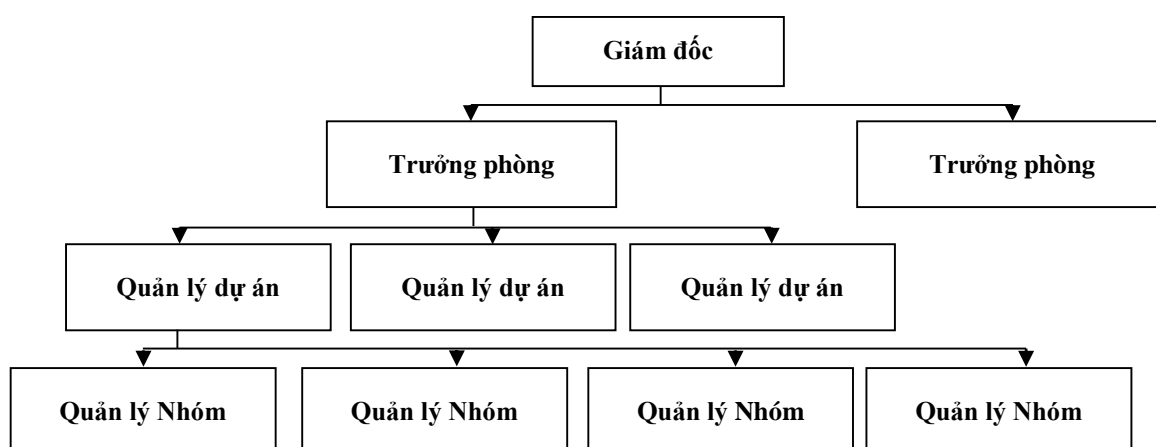 Giám đốc
Trưởng phòng
Trưởng phòng
Quản lý dự án
Quản lý dự án
Quản lý dự án
Quản lý Nhóm
Quản lý Nhóm
Quản lý Nhóm
Quản lý Nhóm